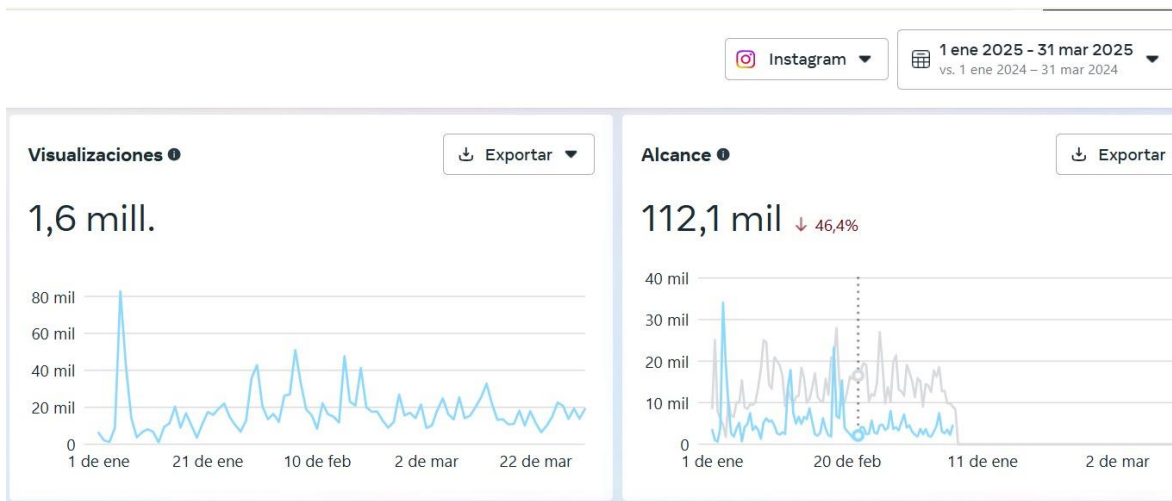 Instagram
1 ene 2025 - 31 mar 2025
vs. 1 ene 2024 – 31 mar 2024
Visualizaciones
Exportar
1,6 mill.
80 mil
60 mil
40 mil
20 mil
0
1 de ene 21 de ene 10 de feb 2 de mar 22 de mar
Alcance
Exportar
112,1 mil ↓ 46,4%
40 mil
30 mil
20 mil
10 mil
0
1 de ene 20 de feb 11 de ene 2 de mar